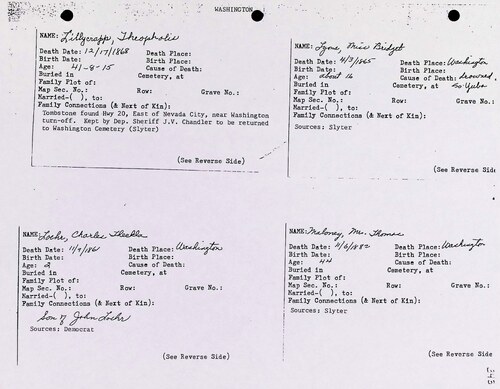 WASHINGTON
NAME: Lillycrapp, Theopholis
Death Date: 12/17/1868 Death Place:
Birth Date: Birth Place:
Age: 41-8-15 Cause of Death:
Buried in Cemetery, at
Family Plot of:
Map Sec. No.: Row: Grave No.:
Married-( ), to:
Family Connections (& Next of Kin):
Tombstone found Hwy 20, East of Nevada City, near Washington
turn-off. Kept by Dep. Sheriff J.V. Chandler to be returned
to Washington Cemetery (Slyter)
(See Reverse Side)
NAME: Lyons, Miss Bridget
Death Date: 4/3/1865 Death Place: Washington
Birth Date: Birth Place:
Age: about 16 Cause of Death: drowned
Buried in Cemetery, at So Yuba
Family Plot of:
Map Sec. No.: Row: Grave No.:
Married-( ), to:
Family Connections (& Next of Kin):
Sources: Slyter
(See Reverse Side
NAME: Loehr, Charles
Death Date: 11/9/186 Death Place: Washington
Birth Date: Birth Place:
Age: 2 Cause of Death:
Buried in Cemetery, at
Family Plot of:
Map Sec. No.: Row: Grave No.:
Married-( ), to:
Family Connections (& Next of Kin):
Son of John Loehr
Sources: Democrat
(See Reverse Side)
NAME: Maloney, Mr. Thomas
Death Date: 2/6/1882 Death Place: Washington
Birth Date: Birth Place:
Age: 44 Cause of Death:
Buried in Cemetery, at
Family Plot of:
Map Sec. No.: Row: Grave No.:
Married-( ), to:
Family Connections (& Next of Kin):
Sources: Slyter
(See Reverse Side